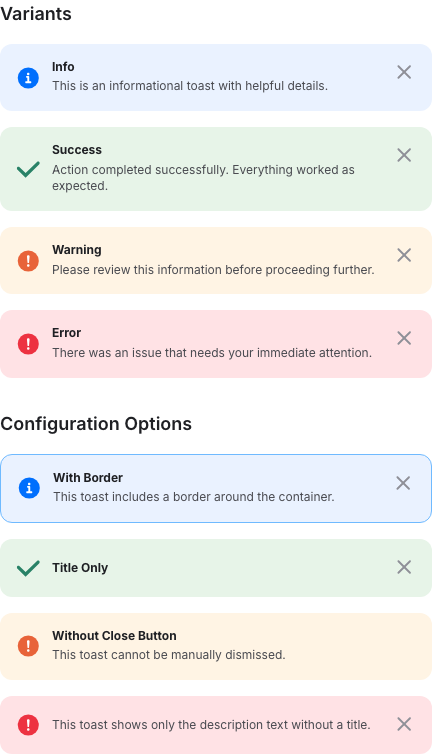 Variants
Info
This is an informational toast with helpful details.
Success
Action completed successfully. Everything worked as
expected.
Warning
Please review this information before proceeding further.
Error
There was an issue that needs your immediate attention.
Configuration Options
With Border
This toast includes a border around the container.
Title Only
Without Close Button
This toast cannot be manually dismissed.
This toast shows only the description text without a title.